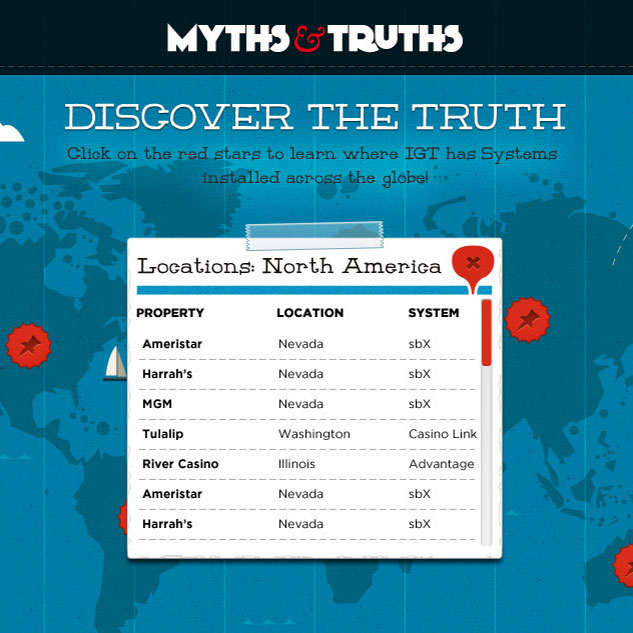 MYTHS & TRUTHS
DISCOVER THE TRUTH
Click on the red stars to learn where IGT has Systems
installed across the globe!
Locations: North America
PROPERTY LOCATION SYSTEM
Ameristar Nevada sbX
Harrah's Nevada sbX
MGM Nevada sbX
Tulalip Washington Casino Link
River Casino Illinois Advantage
Ameristar Nevada sbX
Harrah's Nevada sbX